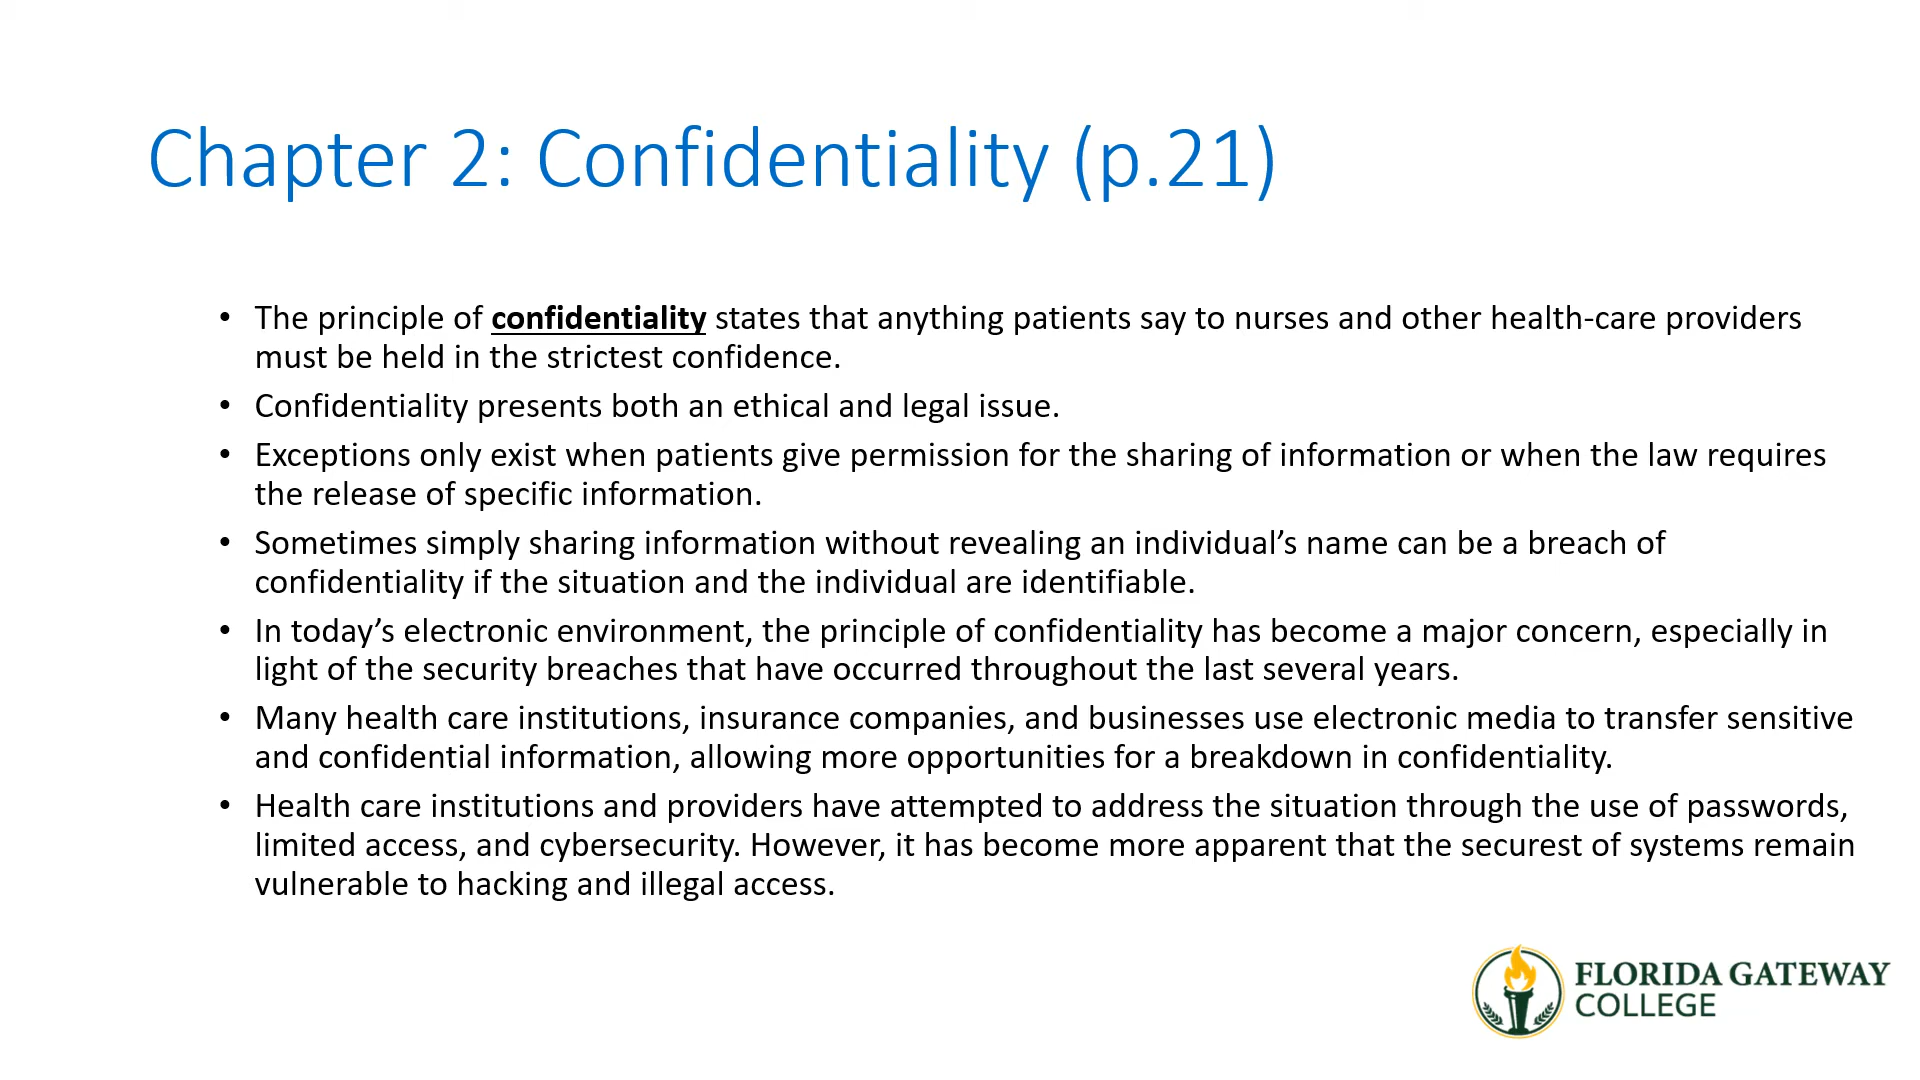 Chapter 2: Confidentiality (p.21)
• The principle of confidentiality states that anything patients say to nurses and other health-care providers
must be held in the strictest confidence.
• Confidentiality presents both an ethical and legal issue.
• Exceptions only exist when patients give permission for the sharing of information or when the law requires
the release of specific information.
• Sometimes simply sharing information without revealing an individual’s name can be a breach of
confidentiality if the situation and the individual are identifiable.
• In today’s electronic environment, the principle of confidentiality has become a major concern, especially in
light of the security breaches that have occurred throughout the last several years.
• Many health care institutions, insurance companies, and businesses use electronic media to transfer sensitive
and confidential information, allowing more opportunities for a breakdown in confidentiality.
• Health care institutions and providers have attempted to address the situation through the use of passwords,
limited access, and cybersecurity. However, it has become more apparent that the securest of systems remain
vulnerable to hacking and illegal access.
FLORIDA GATEWAY
COLLEGE